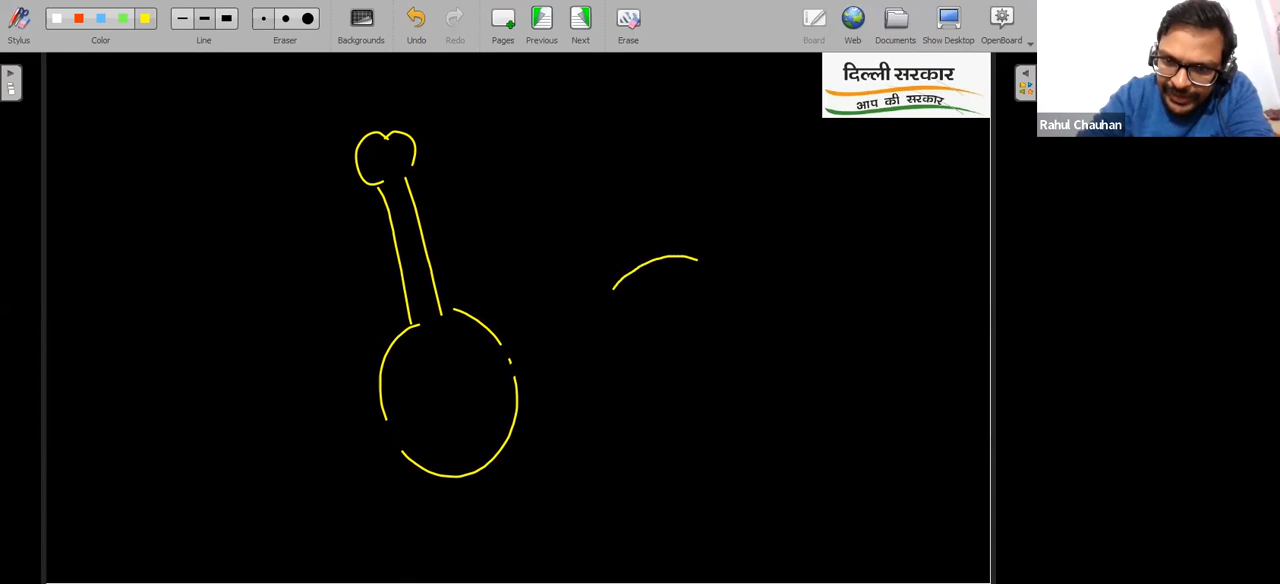 Stylus
Color
Line
Eraser
Backgrounds
Undo
Redo
Pages
Previous
Next
Erase
Board
Web
Documents
Show Desktop
OpenBoard
दिल्ली सरकार
आप की सरकार
Rahul Chauhan